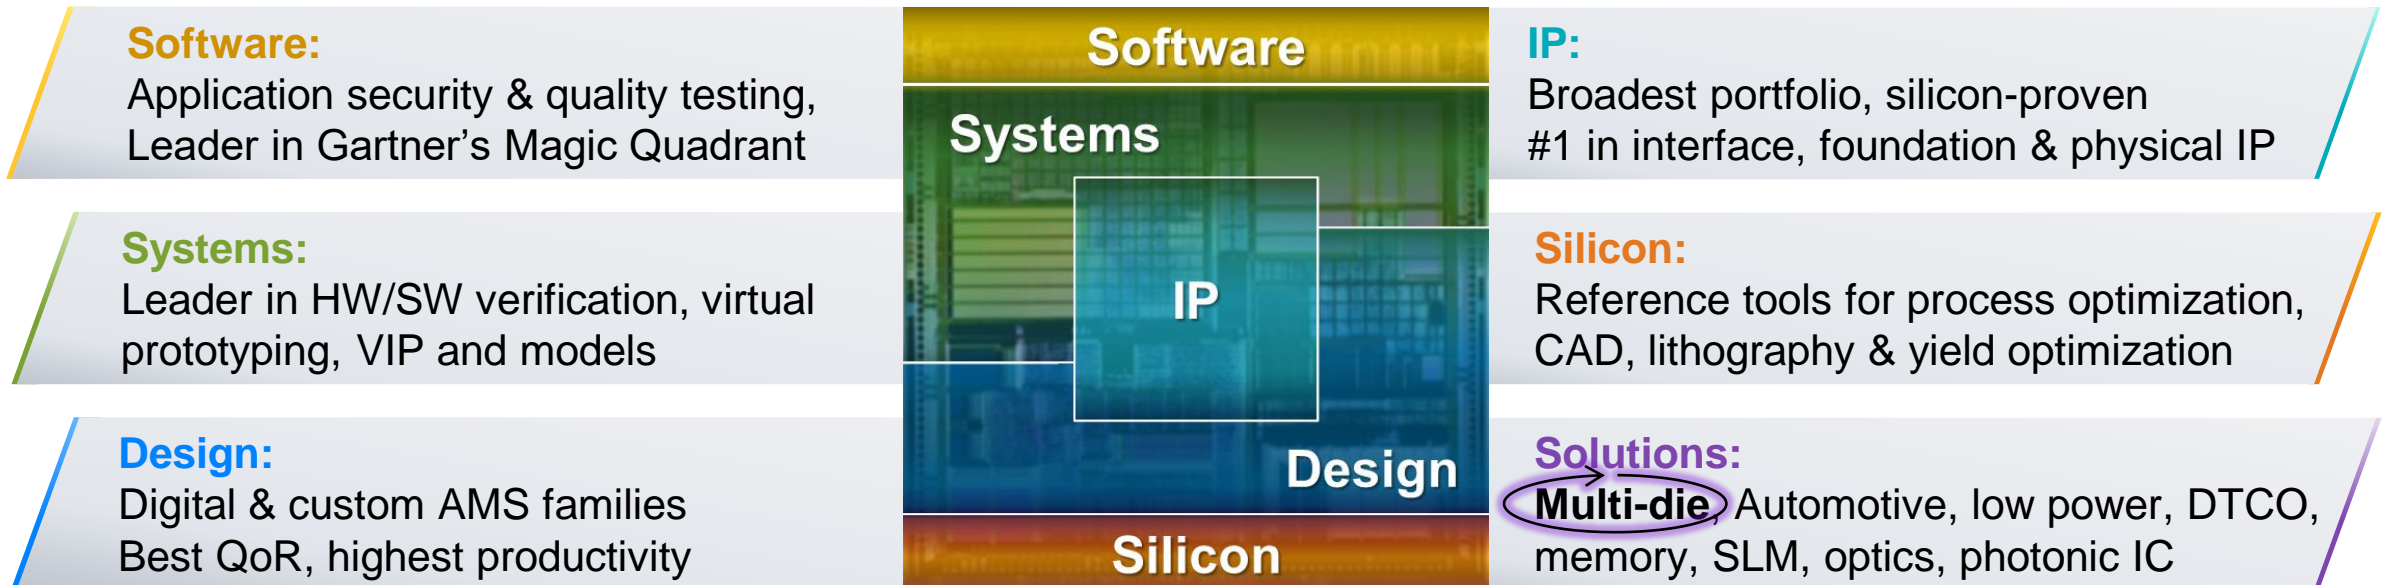 Software:
Application security & quality testing,
Leader in Gartner’s Magic Quadrant
Systems:
Leader in HW/SW verification, virtual
prototyping, VIP and models
Design:
Digital & custom AMS families
Best QoR, highest productivity
Software
Systems
IP
Design
Silicon
IP:
Broadest portfolio, silicon-proven
#1 in interface, foundation & physical IP
Silicon:
Reference tools for process optimization,
CAD, lithography & yield optimization
Solutions:
Multi-die, Automotive, low power, DTCO,
memory, SLM, optics, photonic IC